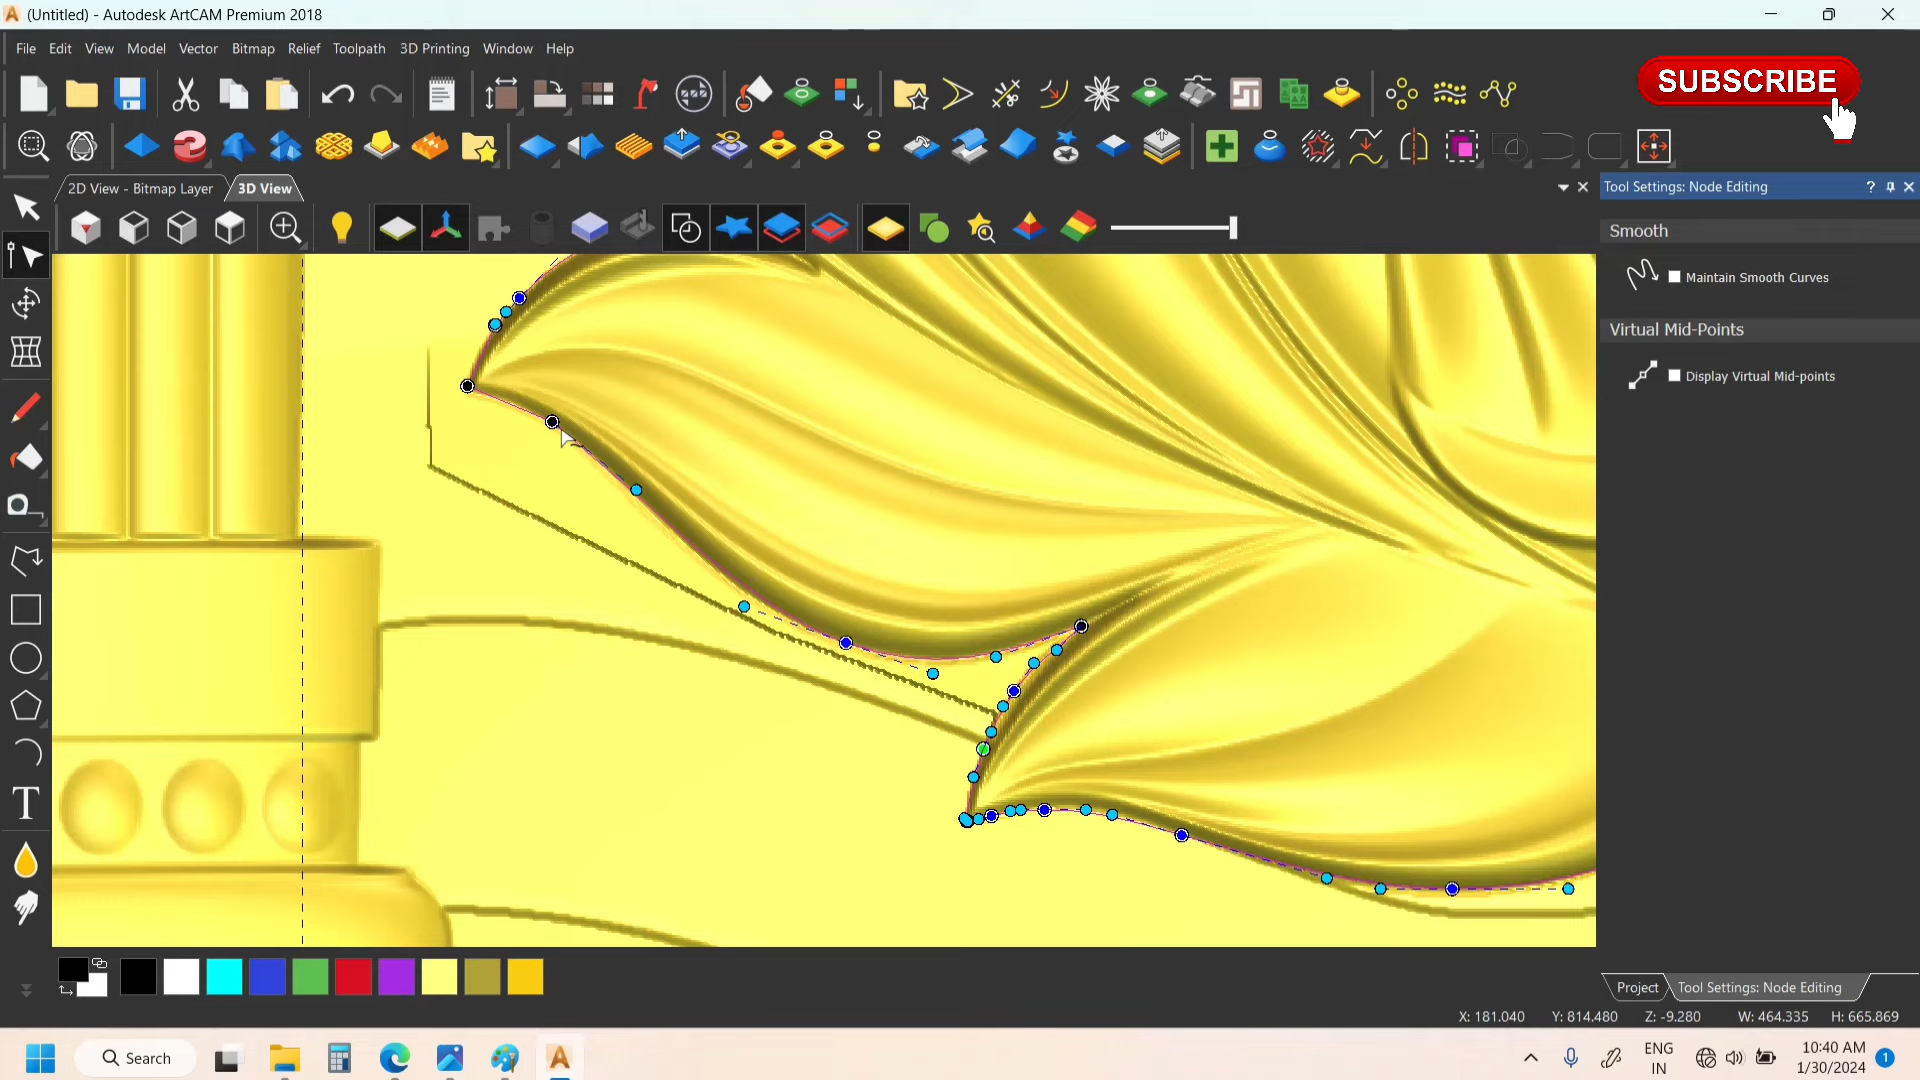 (Untitled) - Autodesk ArtCAM Premium 2018
File Edit View Model Vector Bitmap Relief Toolpath 3D Printing Window Help
SUBSCRIBE
2D View - Bitmap Layer 3D View
Tool Settings: Node Editing
Smooth
Maintain Smooth Curves
Virtual Mid-Points
Display Virtual Mid-points
T
Project Tool Settings: Node Editing
X: 181.040 Y: 814.480 Z: -9.280 W: 464.335 H: 665.869
Search
ENG
IN
10:40 AM
1/30/2024
1